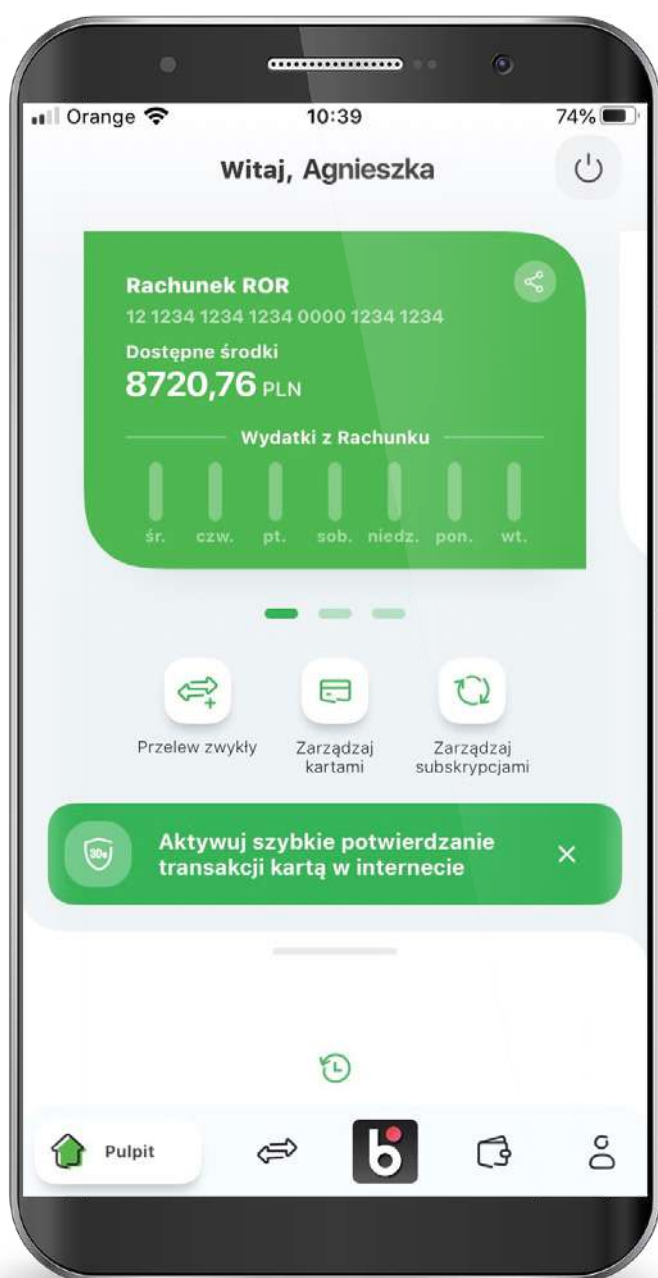 Orange
10:39
74%
Witaj, Agnieszka
Rachunek ROR
12 1234 1234 1234 0000 1234 1234
Dostępne środki
8720,76 PLN
Wydatki z Rachunku
śr. czw. pt. sob. niedz. pon. wt.
Przelew zwykły
Zarządzaj
kartami
Zarządzaj
subskrypcjami
3Ds
Aktywuj szybkie potwierdzanie
transakcji kartą w internecie
Pulpit
b